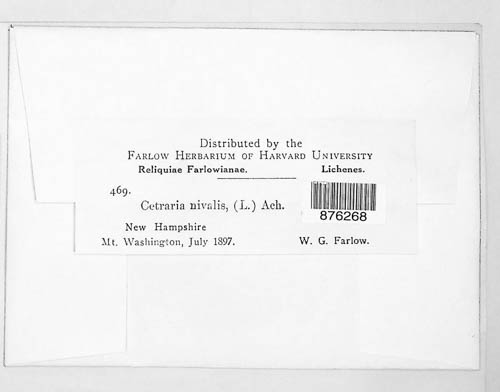 Distributed by the
FARLOW HERBARIUM OF HARVARD UNIVERSITY
Reliquiae Farlowianae. Lichenes.
469.
Cetraria nivalis, (L.) Ach.
876268
New Hampshire
Mt. Washington, July 1897. W. G. Farlow.